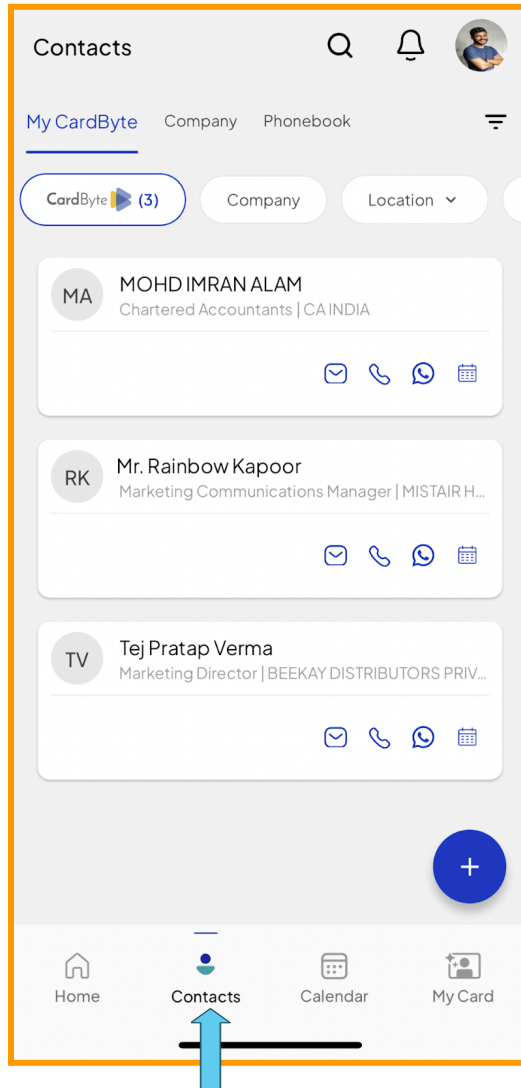 Contacts
My CardByte Company Phonebook
CardByte (3) Company Location
MA MOHD IMRAN ALAM
Chartered Accountants | CA INDIA
RK Mr. Rainbow Kapoor
Marketing Communications Manager | MISTAIR H...
TV Tej Pratap Verma
Marketing Director | BEEKAY DISTRIBUTORS PRIV...
+
Home Contacts Calendar My Card